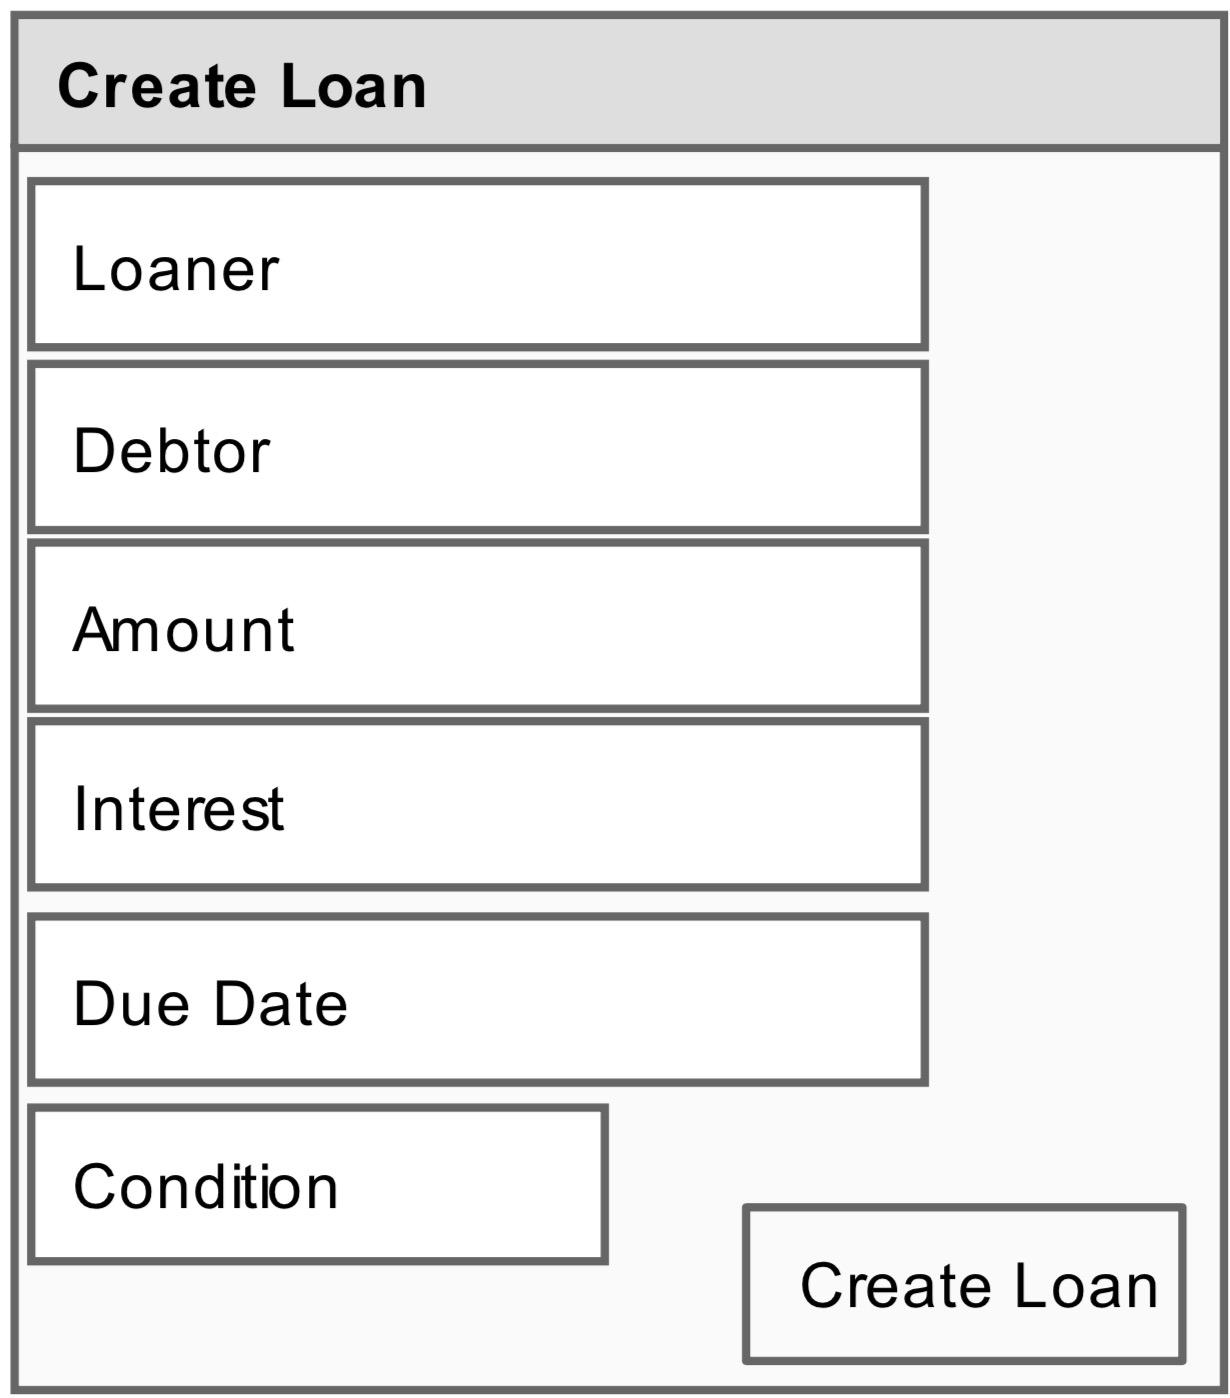 Create Loan
Loaner
Debtor
Amount
Interest
Due Date
Condition
Create Loan